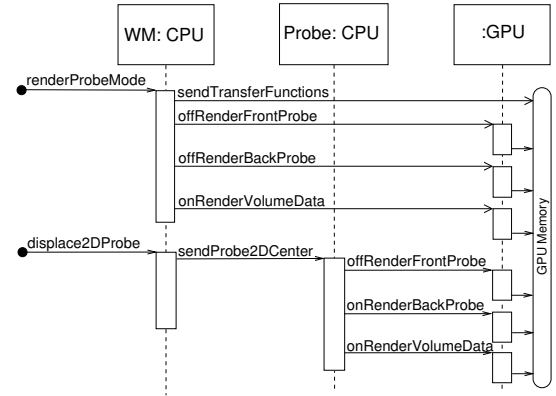 WM: CPU
Probe: CPU
:GPU
renderProbeMode
sendTransferFunctions
offRenderFrontProbe
offRenderBackProbe
onRenderVolumeData
GPU Memory
displace2DProbe
sendProbe2DCenter
offRenderFrontProbe
onRenderBackProbe
onRenderVolumeData